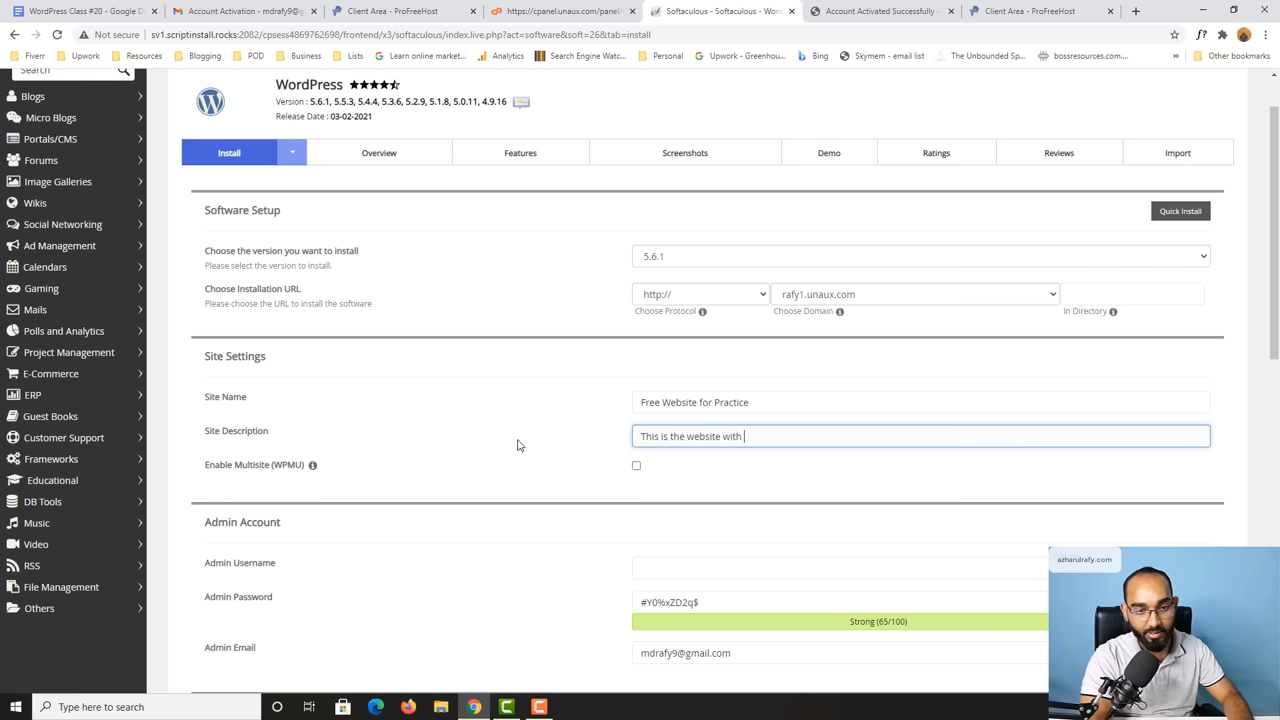 WordPress Class #20 - Google D
Account Activation - mdrafy9@gm
Client Area - ProFreeHost
https://cpanel.unaux.com/panel/
Softaculous - Softaculous - Word
Account Activated Successfully -
Client Area - ProFreeHost
Not secure | sv1.scriptinstall.rocks:2082/cpsess4869762698/frontend/x3/softaculous/index.live.php?act=software&soft=26&tab=install
Fiverr Upwork Resources Blogging POD Business Lists Learn online market... Analytics Search Engine Watc... Personal Upwork - Greenhou... Bing Skymem - email list The Unbounded Sp... bossresources.com... » Other bookmarks
Search
Blogs
Micro Blogs
Portals/CMS
Forums
Image Galleries
Wikis
Social Networking
Ad Management
Calendars
Gaming
Mails
Polls and Analytics
Project Management
E-Commerce
ERP
Guest Books
Customer Support
Frameworks
Educational
DB Tools
Music
Video
RSS
File Management
Others
WordPress
Version : 5.6.1, 5.5.3, 5.4.4, 5.3.6, 5.2.9, 5.1.8, 5.0.11, 4.9.16
Release Date : 03-02-2021
Install Overview Features Screenshots Demo Ratings Reviews Import
Software Setup
Quick Install
Choose the version you want to install
Please select the version to install.
5.6.1
Choose Installation URL
Please choose the URL to install the software
http:// rafy1.unaux.com
Choose Protocol Choose Domain In Directory
Site Settings
Site Name
Free Website for Practice
Site Description
This is the website with
Enable Multisite (WPMU)
Admin Account
Admin Username
Admin Password
#Y0%xZD2q$
Strong (65/100)
Admin Email
mdrafy9@gmail.com
azharulrafy.com
Type here to search